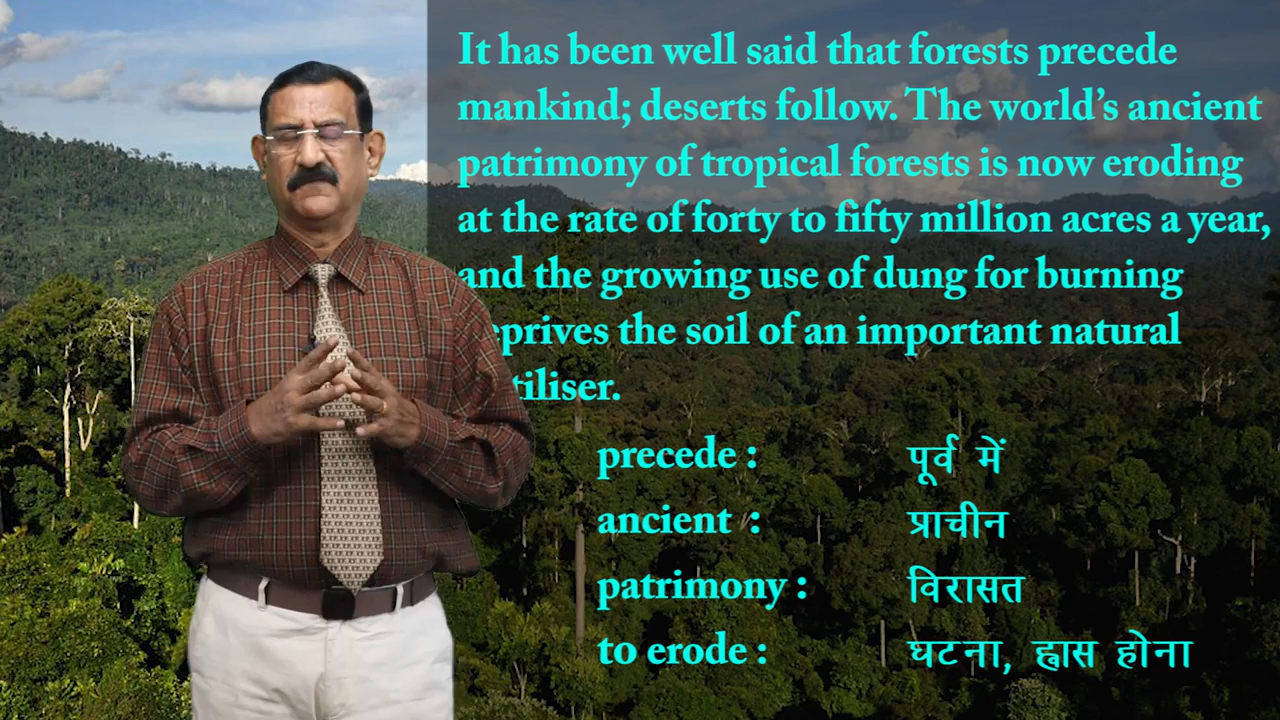 It has been well said that forests precede
mankind; deserts follow. The world's ancient
patrimony of tropical forests is now eroding
at the rate of forty to fifty million acres a year,
and the growing use of dung for burning
eprives the soil of an important natural
tiliser.
precede : पूर्व में
ancient : प्राचीन
patrimony : विरासत
to erode : घटना, ह्वास होना